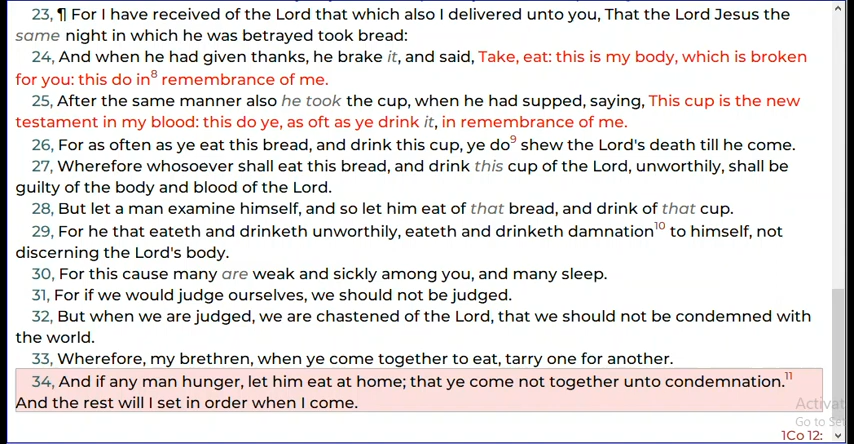 23, ¶ For I have received of the Lord that which also I delivered unto you, That the Lord Jesus the
same night in which he was betrayed took bread:
24, And when he had given thanks, he brake it, and said, Take, eat: this is my body, which is broken
for you: this do in8 remembrance of me.
25, After the same manner also he took the cup, when he had supped, saying, This cup is the new
testament in my blood: this do ye, as oft as ye drink it, in remembrance of me.
26, For as often as ye eat this bread, and drink this cup, ye do9 shew the Lord's death till he come.
27, Wherefore whosoever shall eat this bread, and drink this cup of the Lord, unworthily, shall be
guilty of the body and blood of the Lord.
28, But let a man examine himself, and so let him eat of that bread, and drink of that cup.
29, For he that eateth and drinketh unworthily, eateth and drinketh damnation10 to himself, not
discerning the Lord's body.
30, For this cause many are weak and sickly among you, and many sleep.
31, For if we would judge ourselves, we should not be judged.
32, But when we are judged, we are chastened of the Lord, that we should not be condemned with
the world.
33, Wherefore, my brethren, when ye come together to eat, tarry one for another.
34, And if any man hunger, let him eat at home; that ye come not together unto condemnation.11
And the rest will I set in order when I come.
Activat
Go to Se
1Co 12: